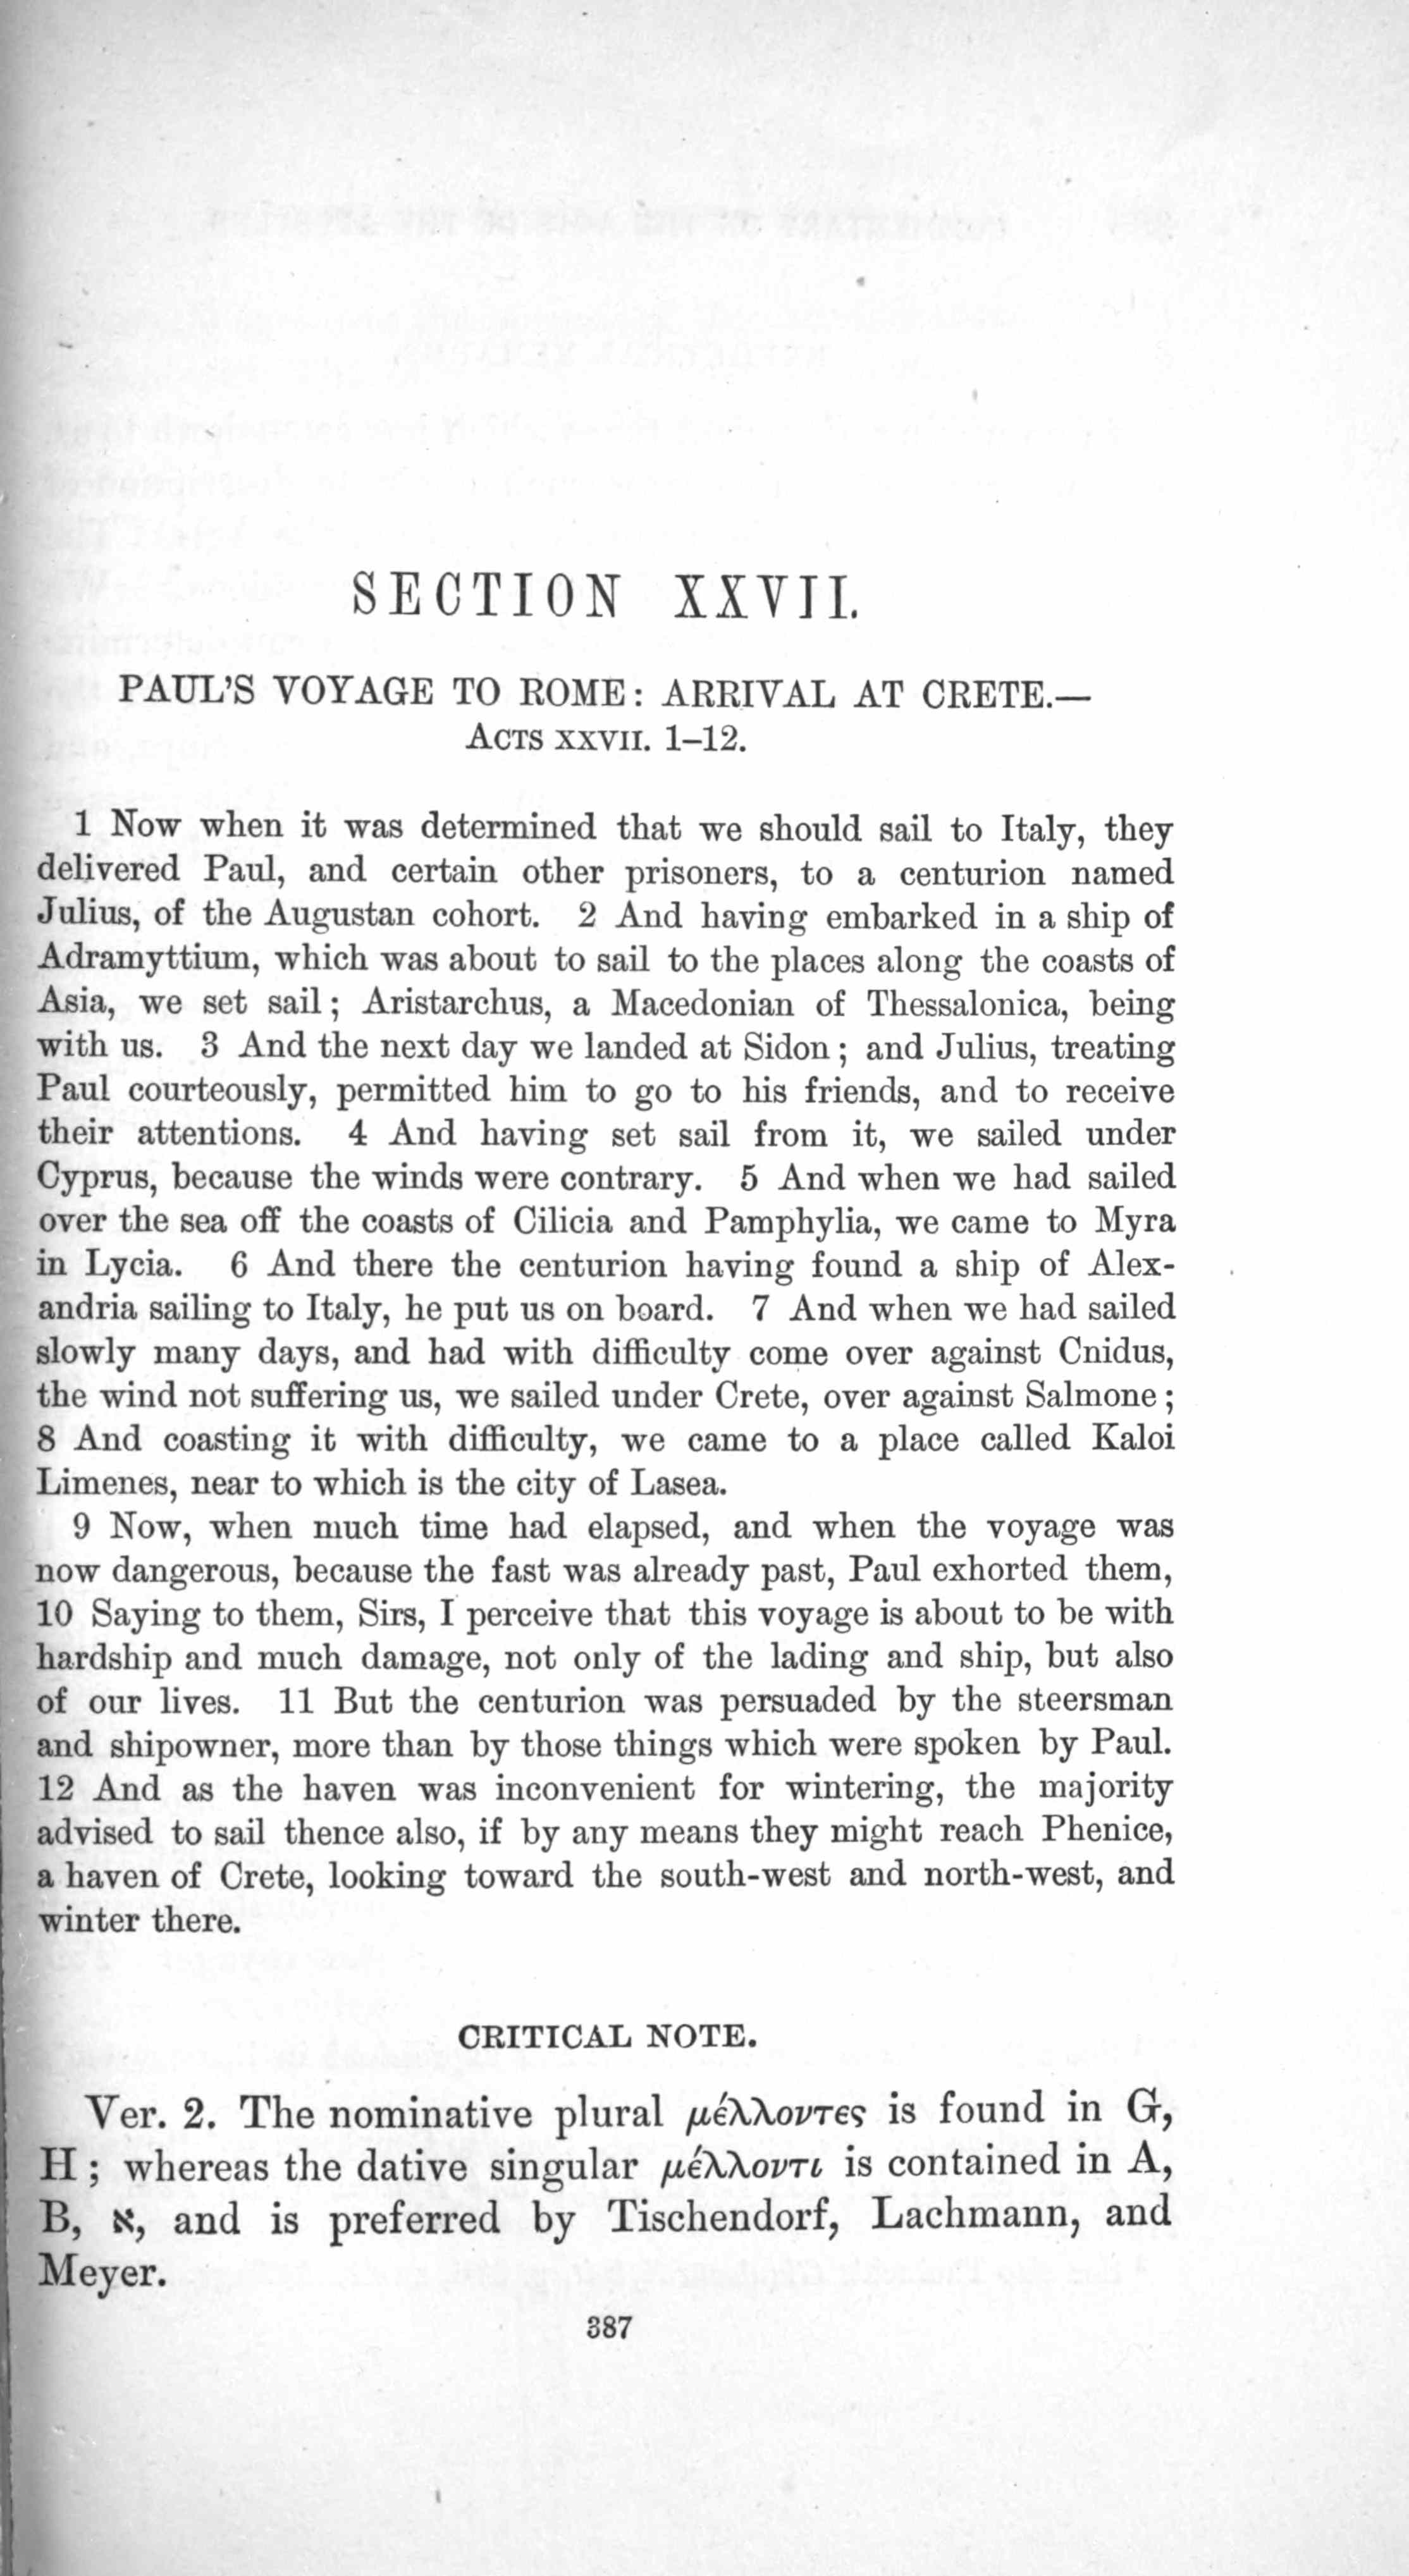 SECTION XXVII.
PAUL'S VOYAGE TO ROME: ARRIVAL AT CRETE.—
ACTS XXVII. 1–12.
1 Now when it was determined that we should sail to Italy, they
delivered Paul, and certain other prisoners, to a centurion named
Julius, of the Augustan cohort. 2 And having embarked in a ship of
Adramyttium, which was about to sail to the places along the coasts of
Asia, we set sail; Aristarchus, a Macedonian of Thessalonica, being
with us. 3 And the next day we landed at Sidon; and Julius, treating
Paul courteously, permitted him to go to his friends, and to receive
their attentions. 4 And having set sail from it, we sailed under
Cyprus, because the winds were contrary. 5 And when we had sailed
over the sea off the coasts of Cilicia and Pamphylia, we came to Myra
in Lycia. 6 And there the centurion having found a ship of Alex-
andria sailing to Italy, he put us on board. 7 And when we had sailed
slowly many days, and had with difficulty come over against Cnidus,
the wind not suffering us, we sailed under Crete, over against Salmone;
8 And coasting it with difficulty, we came to a place called Kaloi
Limenes, near to which is the city of Lasea.
9 Now, when much time had elapsed, and when the voyage was
now dangerous, because the fast was already past, Paul exhorted them,
10 Saying to them, Sirs, I perceive that this voyage is about to be with
hardship and much damage, not only of the lading and ship, but also
of our lives. 11 But the centurion was persuaded by the steersman
and shipowner, more than by those things which were spoken by Paul.
12 And as the haven was inconvenient for wintering, the majority
advised to sail thence also, if by any means they might reach Phenice,
a haven of Crete, looking toward the south-west and north-west, and
winter there.
CRITICAL NOTE.
Ver. 2. The nominative plural μέλλοντες is found in G,
H; whereas the dative singular μέλλοντι is contained in A,
B, א, and is preferred by Tischendorf, Lachmann, and
Meyer.
387